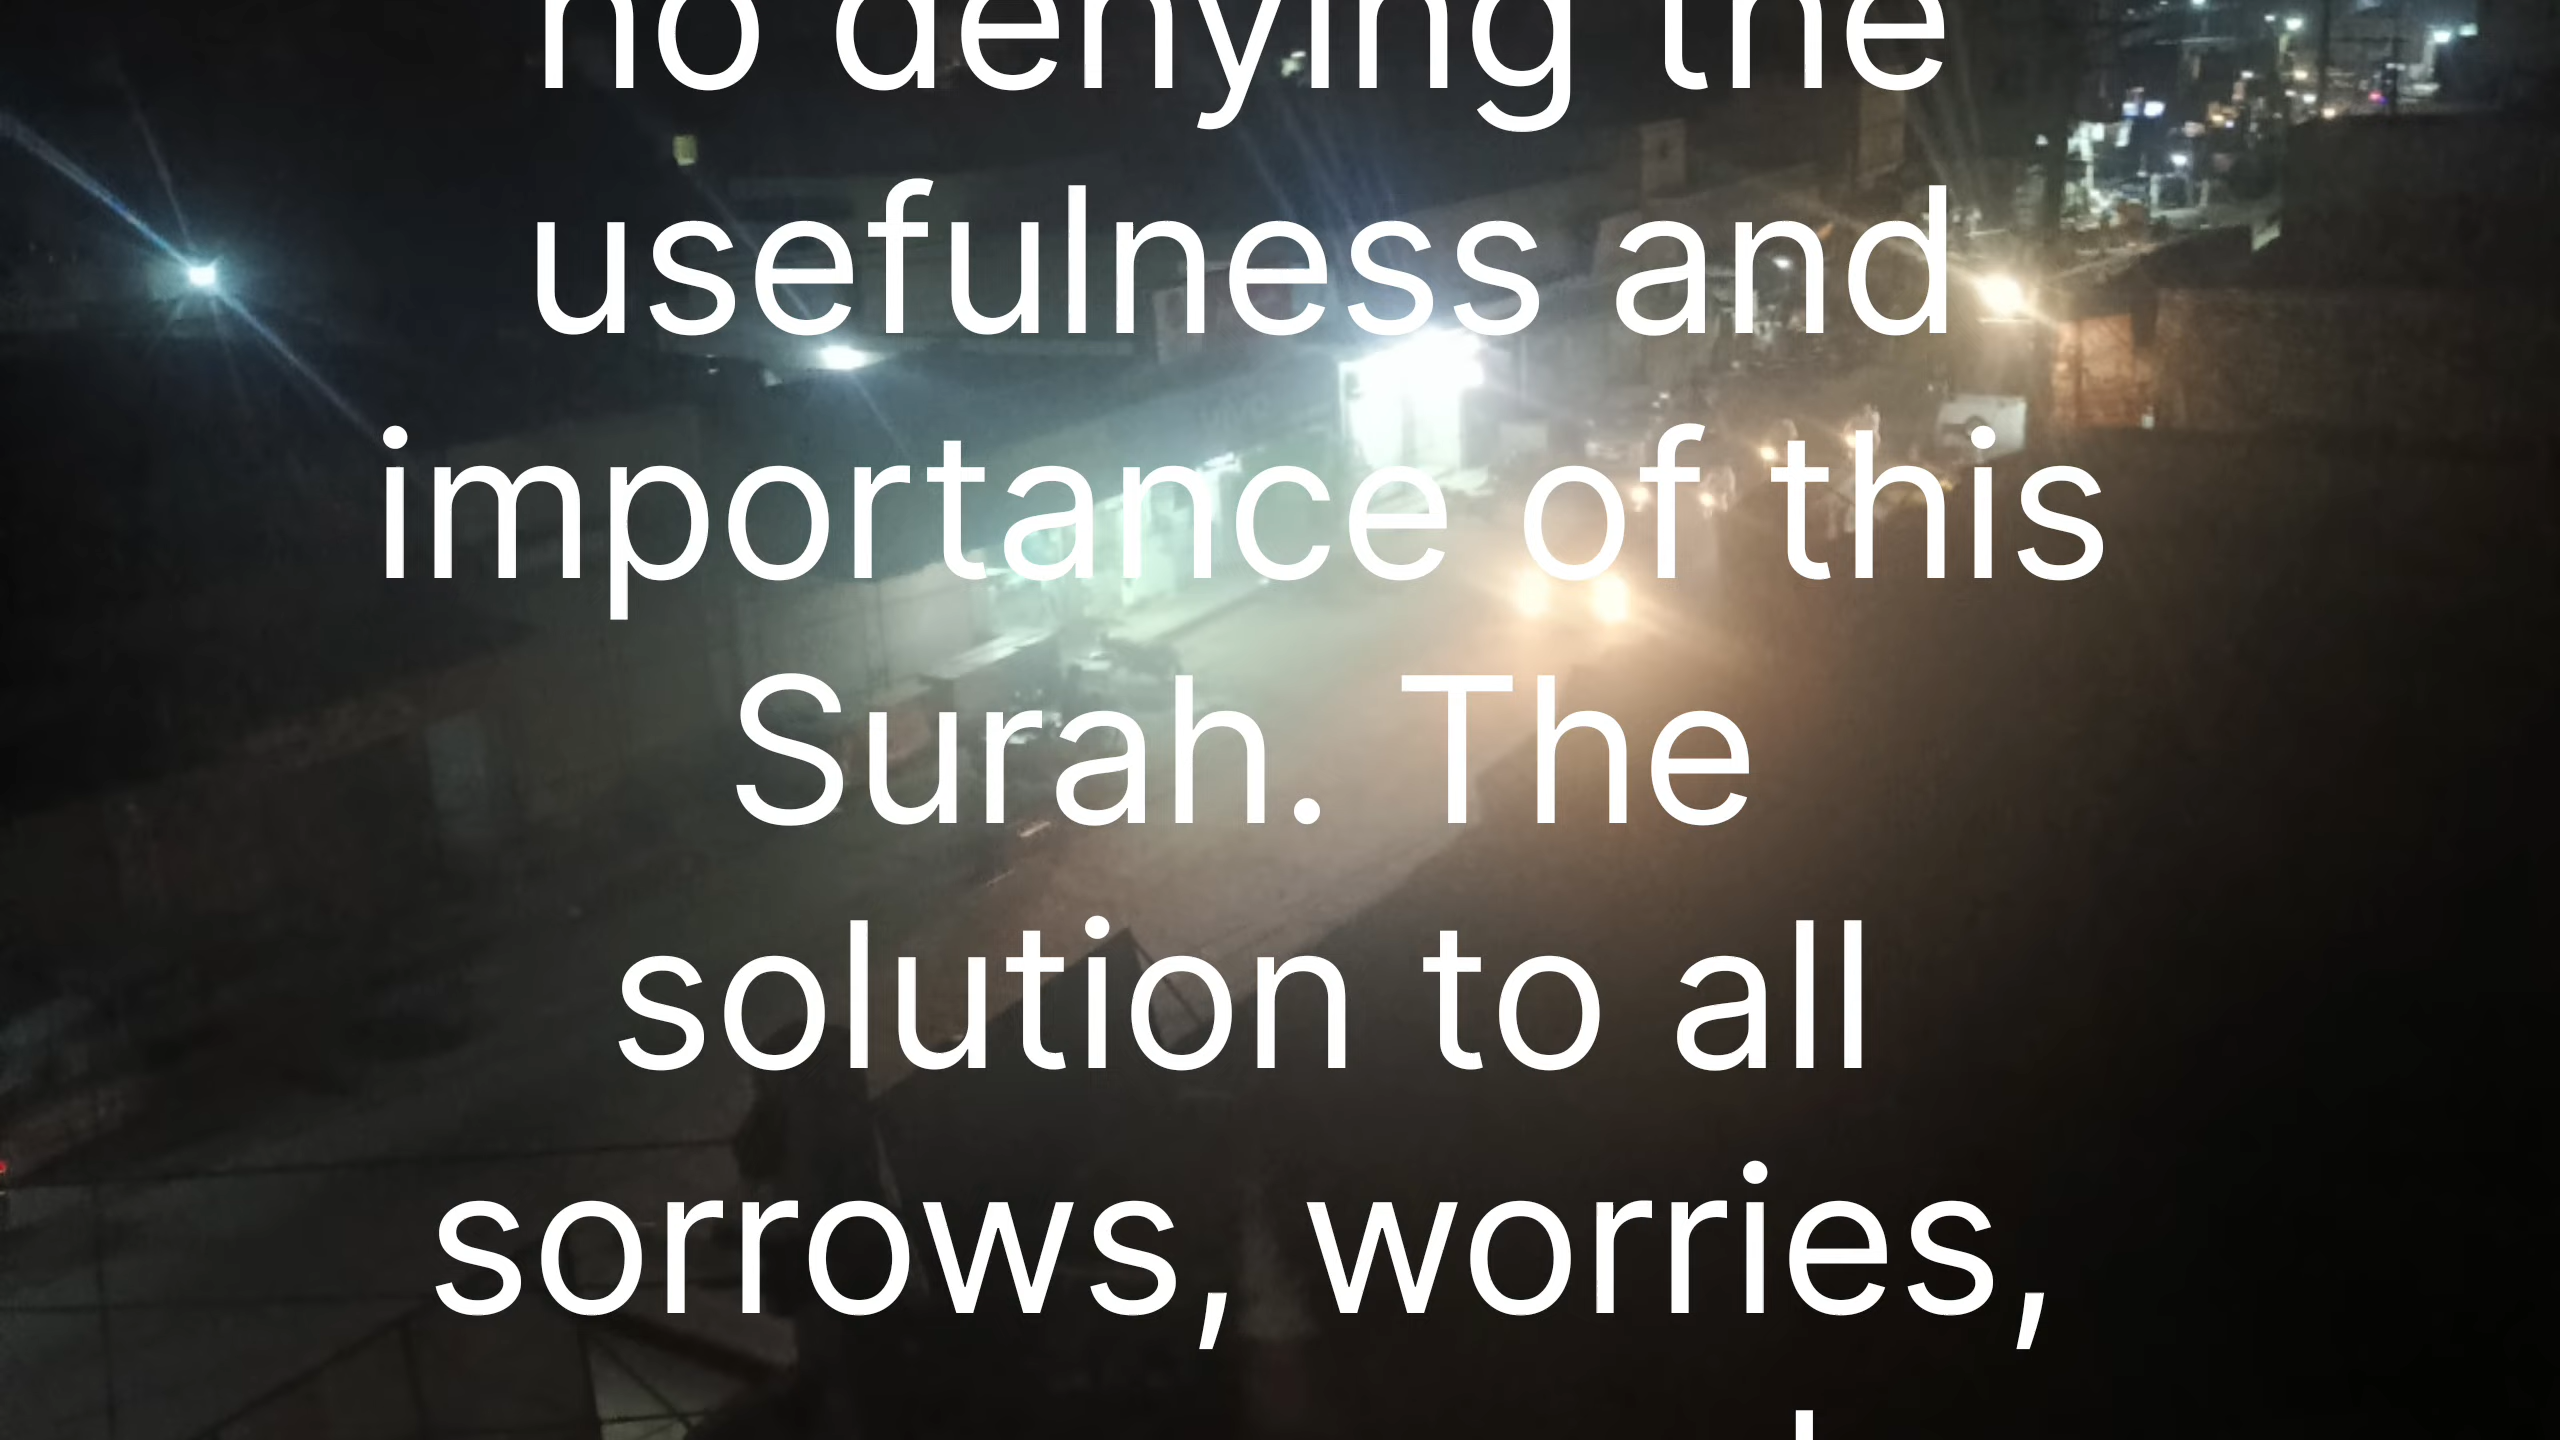 no denying the
usefulness and
importance of this
Surah. The
solution to all
sorrows, worries,